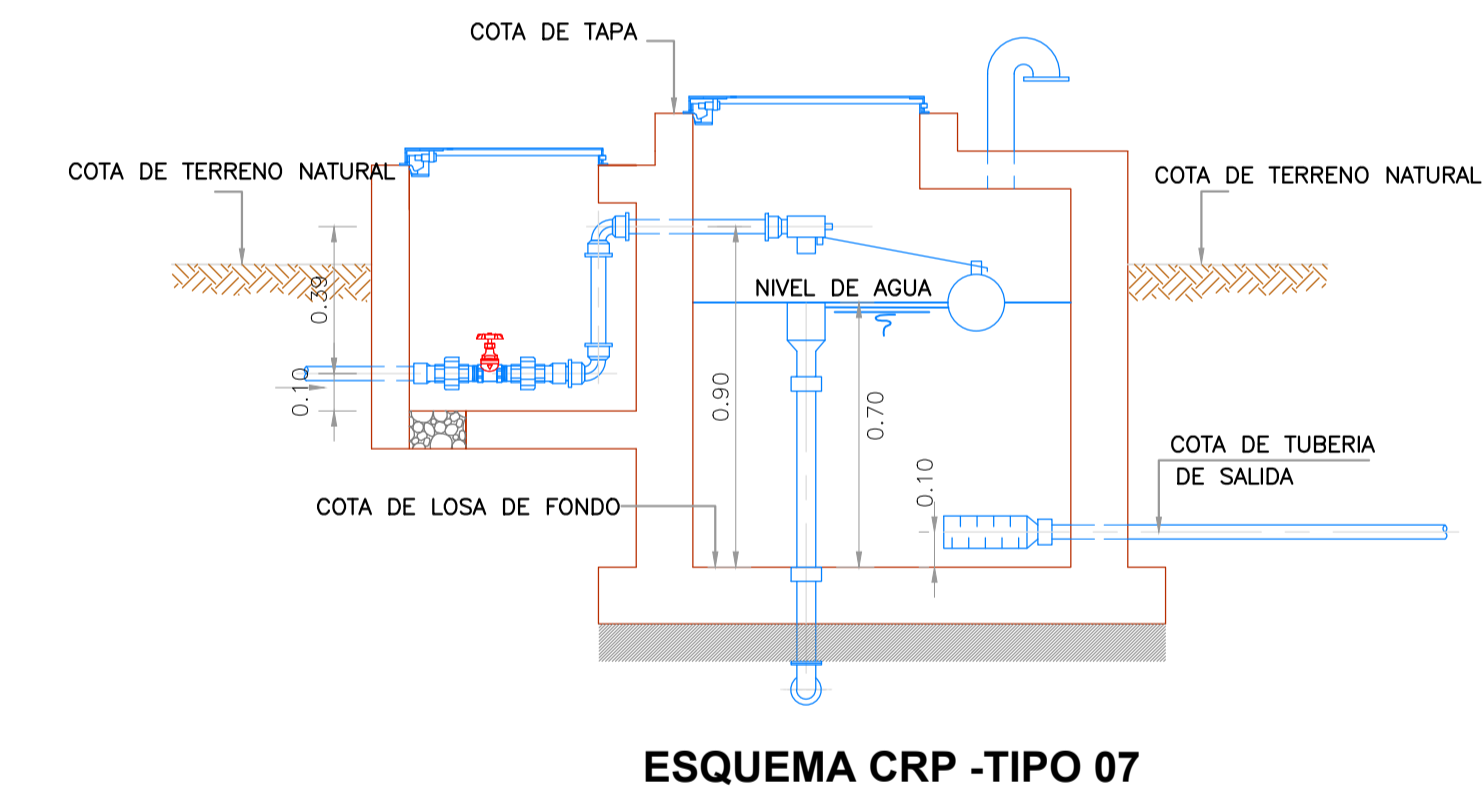 COTA DE TAPA
COTA DE TERRENO NATURAL
COTA DE TERRENO NATURAL
0.39
NIVEL DE AGUA
0.10
0.90
0.70
COTA DE TUBERIA
DE SALIDA
0.10
COTA DE LOSA DE FONDO
ESQUEMA CRP -TIPO 07